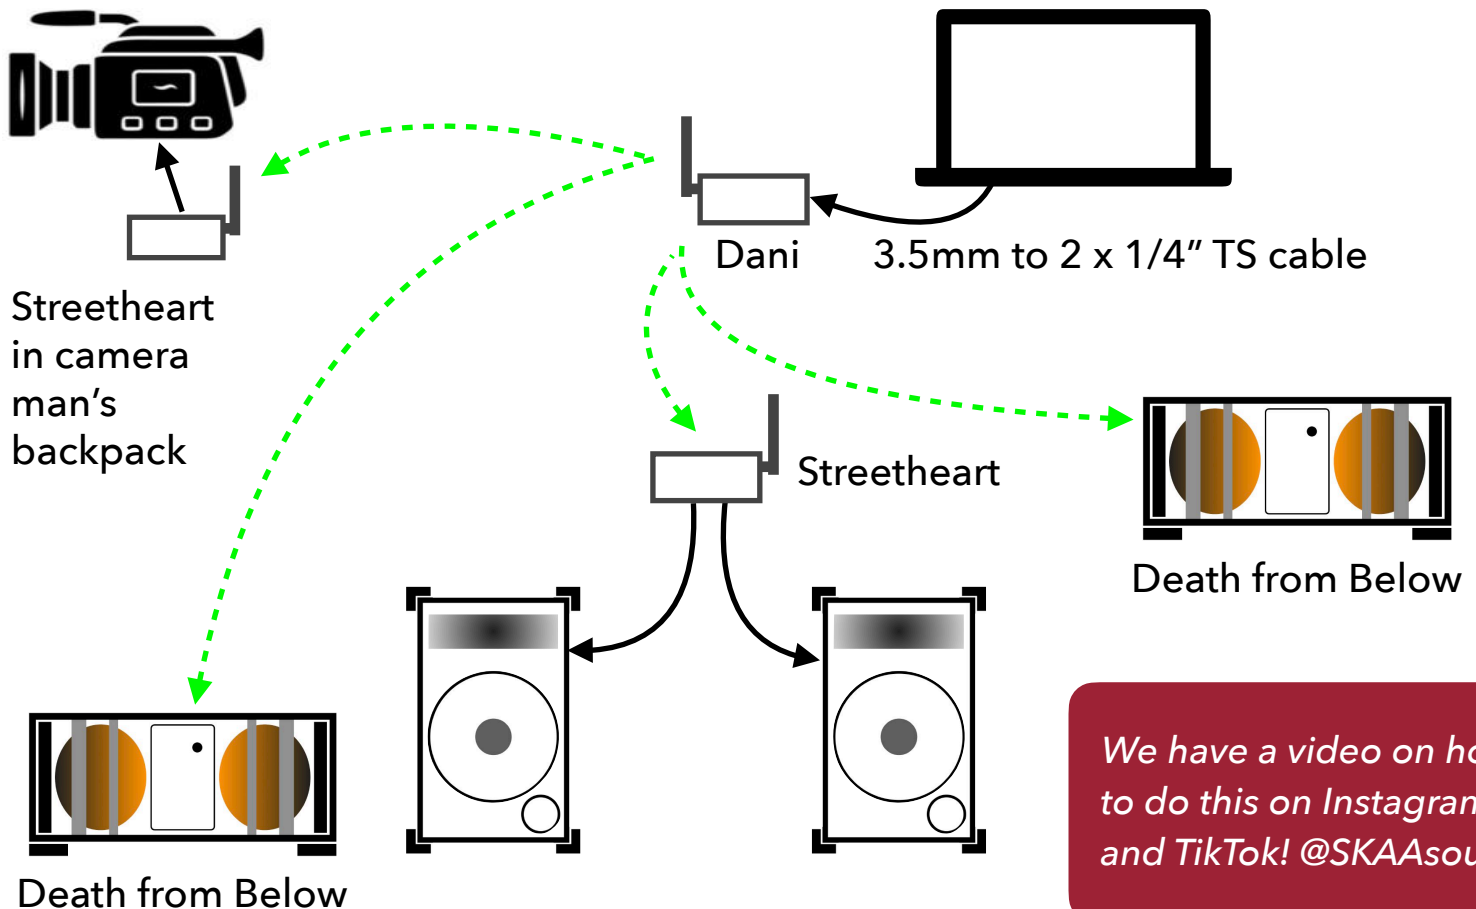 Dani
3.5mm to 2 x 1/4" TS cable
Streetheart
in camera
man's
backpack
Streetheart
Death from Below
We have a video on
to do this on Instagram
and TikTok!
Death from Below